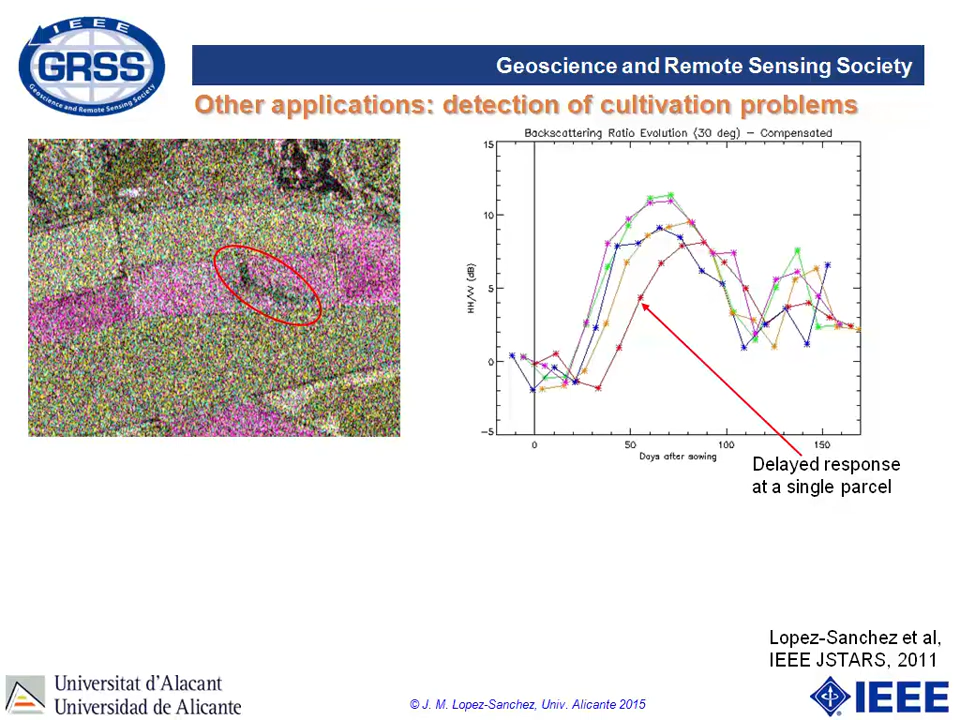 IEEE
GRSS
Geoscience and Remote Sensing Society
Geoscience and Remote Sensing Society
Other applications: detection of cultivation problems
Backscattering Ratio Evolution (30 deg) – Compensated
15
10
5
0
-5
HH/VV (dB)
0
50
100
150
Days after sowing
Delayed response
at a single parcel
Lopez-Sanchez et al,
IEEE JSTARS, 2011
Universitat d'Alacant
Universidad de Alicante
© J. M. Lopez-Sanchez, Univ. Alicante 2015
IEEE